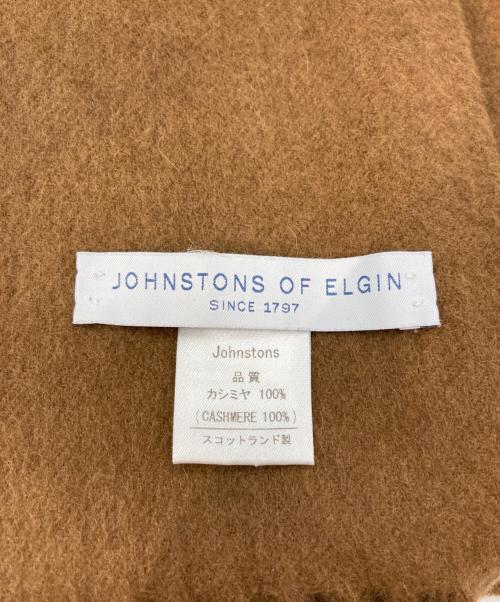 JOHNSTONS OF ELGIN
SINCE 1797
Johnstons
品質
カシミヤ 100%
(CASHMERE 100%)
スコットランド製